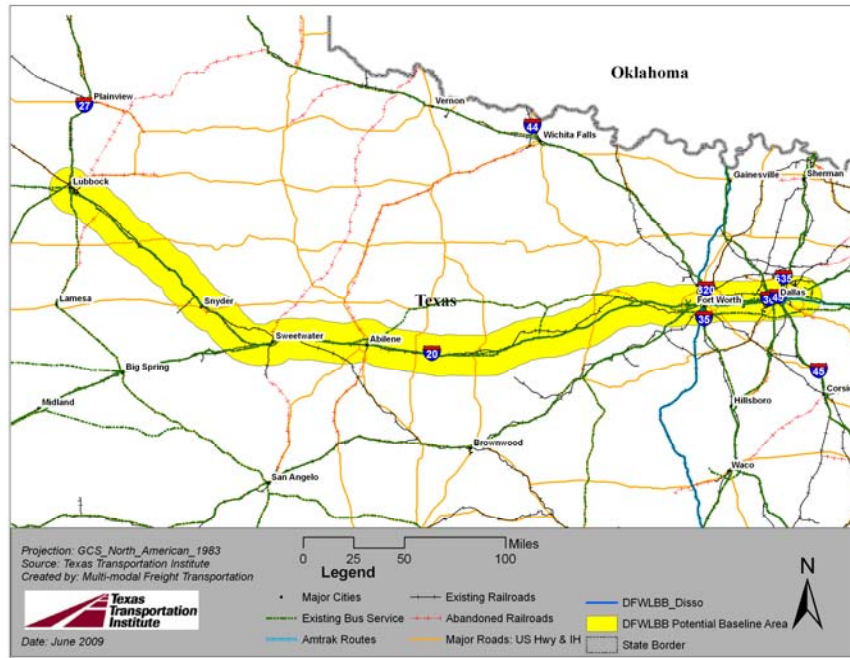 Oklahoma
Plainview
27
Vernon
44
Wichita Falls
Lubbock
Gainesville
Sherman
Texas
Lamesa
Snyder
820
635
Dallas
Fort Worth
45
35
Sweetwater
Abilene
20
Big Spring
45
Midland
Hillsboro
Corsic
Brownwood
Waco
San Angelo
Projection: GCS_North_American_1983
Source: Texas Transportation Institute
Created by: Multi-modal Freight Transportation
Texas
Transportation
Institute
Date: June 2009
Miles
0 25 50 100
Legend
Major Cities
Existing Bus Service
Amtrak Routes
Existing Railroads
Abandoned Railroads
Major Roads: US Hwy & IH
DFWLBB_Disso
DFWLBB Potential Baseline Area
State Border
N